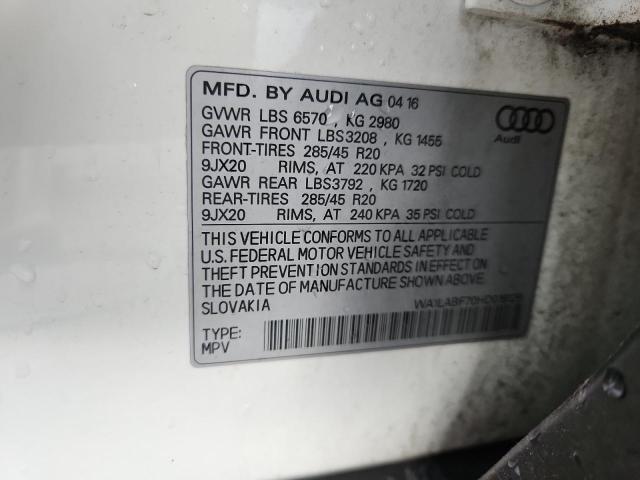 MFD. BY AUDI AG 04 16
GVWR LBS 6570 , KG 2980
GAWR FRONT LBS3208 , KG 1455
FRONT-TIRES 285/45 R20
9JX20 RIMS, AT 220 KPA 32 PSI COLD
GAWR REAR LBS3792 , KG 1720
REAR-TIRES 285/45 R20
9JX20 RIMS, AT 240 KPA 35 PSI COLD
Audi
THIS VEHICLE CONFORMS TO ALL APPLICABLE
U.S. FEDERAL MOTOR VEHICLE SAFETY AND
THEFT PREVENTION STANDARDS IN EFFECT ON
THE DATE OF MANUFACTURE SHOWN ABOVE.
SLOVAKIA
TYPE:
MPV